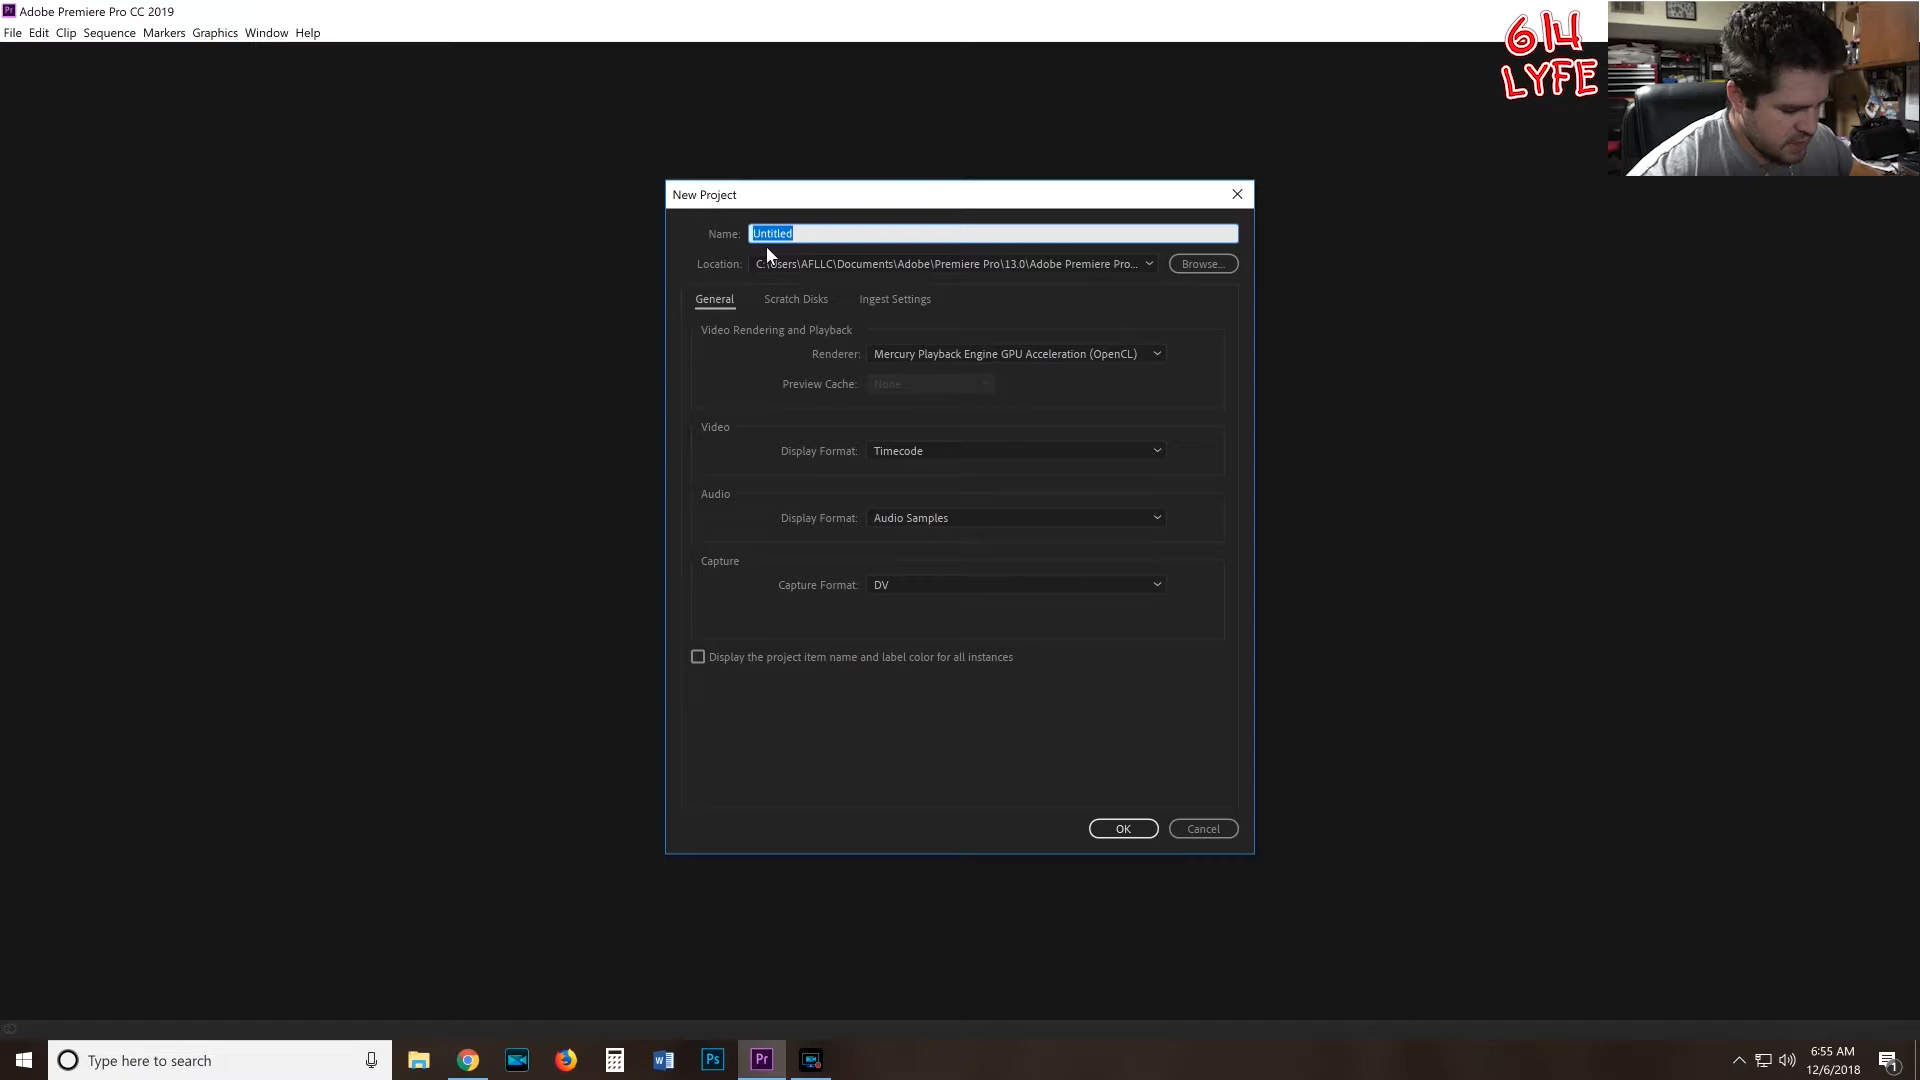 Pr Adobe Premiere Pro CC 2019
File Edit Clip Sequence Markers Graphics Window Help
614
LYFE
New Project
Name: Untitled
Location: C:\Users\AFLLC\Documents\Adobe\Premiere Pro\13.0\Adobe Premiere Pro... Browse...
General Scratch Disks Ingest Settings
Video Rendering and Playback
Renderer: Mercury Playback Engine GPU Acceleration (OpenCL)
Preview Cache: None
Video
Display Format: Timecode
Audio
Display Format: Audio Samples
Capture
Capture Format: DV
Display the project item name and label color for all instances
OK Cancel
Type here to search
W
Ps
Pr
6:55 AM
12/6/2018
1